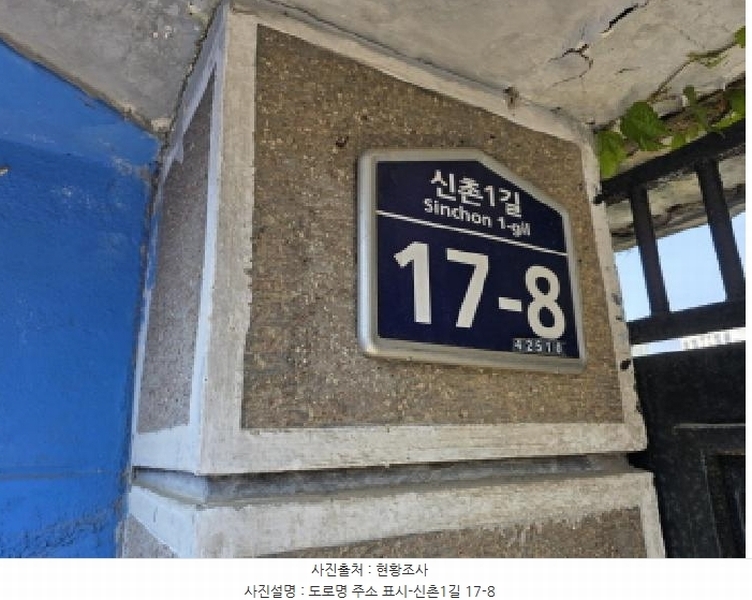 신촌1길
Sinchon 1-gil
17-8
42518
사진출처 : 현황조사
사진설명 : 도로명 주소 표시-신촌1길 17-8